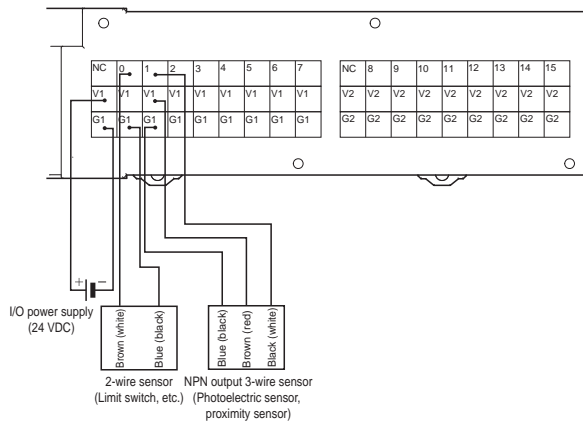 NC 0 1 2 3 4 5 6 7 NC 8 9 10 11 12 13 14 15
V1 V1 V1 V1 V1 V1 V1 V1 V1 V2 V2 V2 V2 V2 V2 V2 V2 V2
G1 G1 G1 G1 G1 G1 G1 G1 G1 G2 G2 G2 G2 G2 G2 G2 G2 G2
+ −
I/O power supply
(24 VDC)
Brown (white)
Blue (black)
Blue (black)
Brown (red)
Black (white)
2-wire sensor
(Limit switch, etc.)
NPN output 3-wire sensor
(Photoelectric sensor,
proximity sensor)